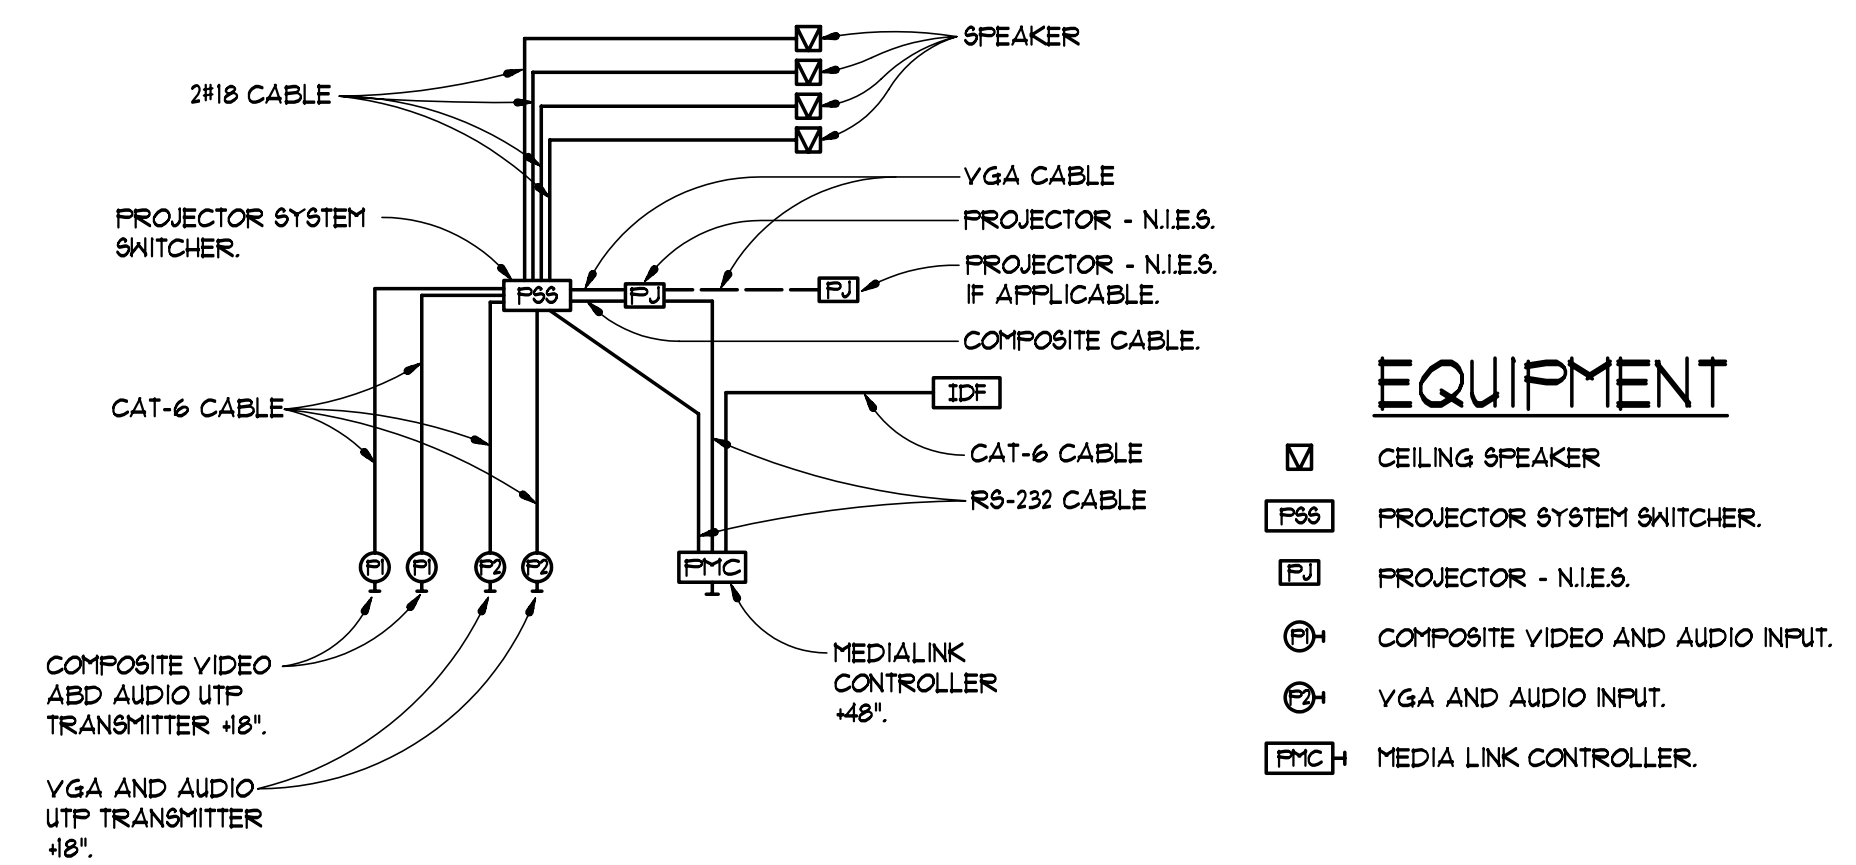 SPEAKER
2#18 CABLE
VGA CABLE
PROJECTOR - N.I.E.S.
PROJECTOR SYSTEM
SWITCHER.
PROJECTOR - N.I.E.S.
IF APPLICABLE.
PSS
PJ
PJ
COMPOSITE CABLE.
IDF
CAT-6 CABLE
CAT-6 CABLE
RS-232 CABLE
P1
P1
P2
P2
PMC
COMPOSITE VIDEO
ABD AUDIO UTP
TRANSMITTER +18".
MEDIALINK
CONTROLLER
+48".
VGA AND AUDIO
UTP TRANSMITTER
+18".
EQUIPMENT
CEILING SPEAKER
PSS PROJECTOR SYSTEM SWITCHER.
PJ PROJECTOR - N.I.E.S.
P1 COMPOSITE VIDEO AND AUDIO INPUT.
P2 VGA AND AUDIO INPUT.
PMC MEDIA LINK CONTROLLER.